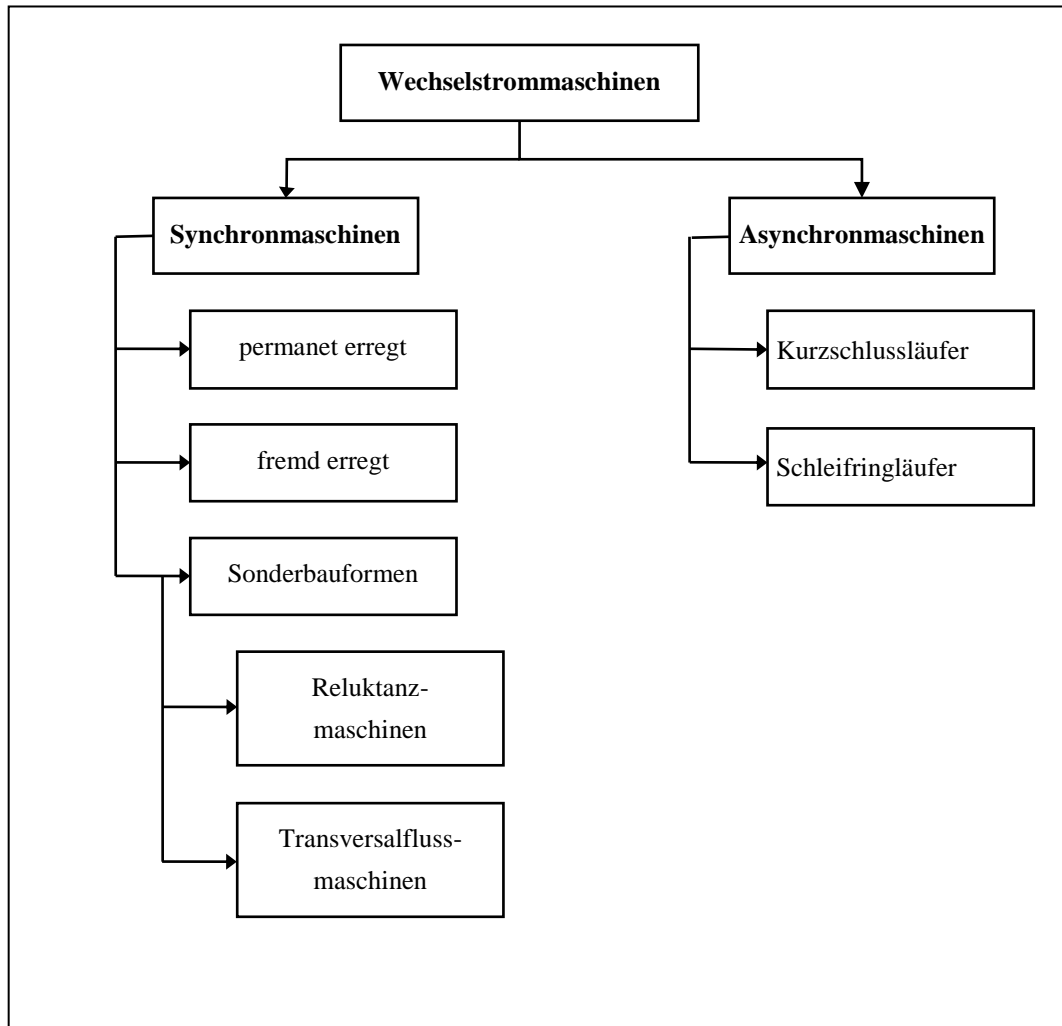 Wechselstrommaschinen
Synchronmaschinen
permanet erregt
fremd erregt
Sonderbauformen
Reluktanz-
maschinen
Transversalfluss-
maschinen
Asynchronmaschinen
Kurzschlussläufer
Schleifringläufer